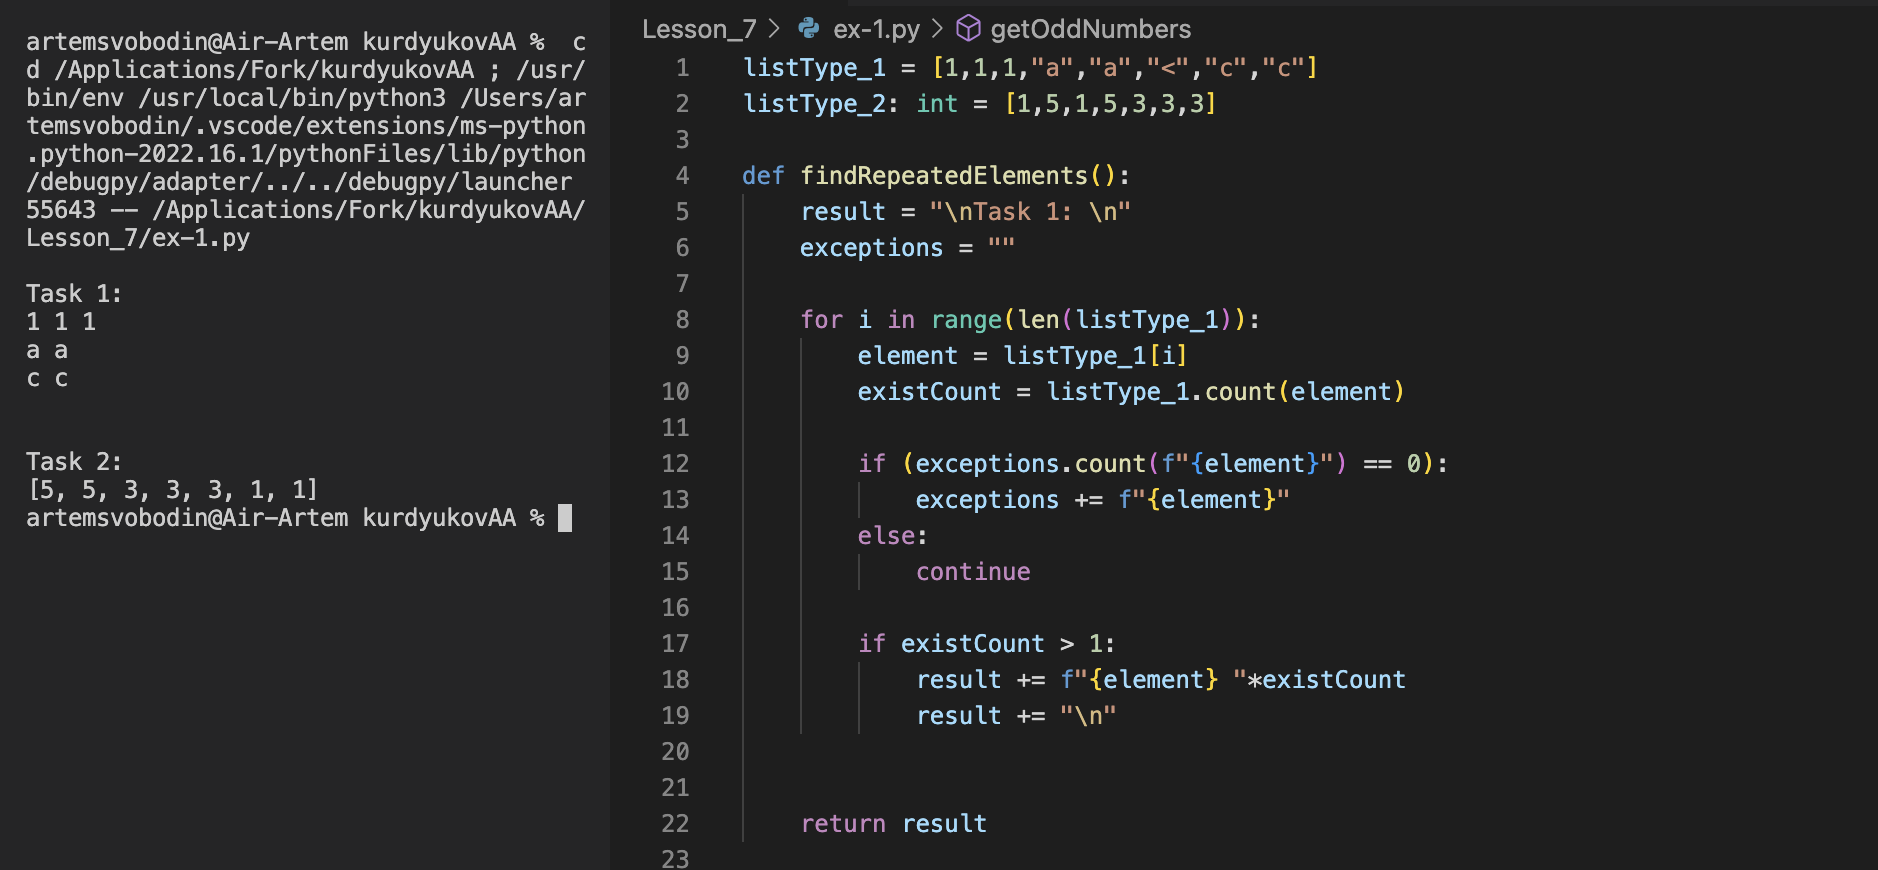 artemsvobodin@Air-Artem kurdyukovAA %  c
d /Applications/Fork/kurdyukovAA ; /usr/
bin/env /usr/local/bin/python3 /Users/ar
temsvobodin/.vscode/extensions/ms-python
.python-2022.16.1/pythonFiles/lib/python
/debugpy/adapter/../../debugpy/launcher
55643 -- /Applications/Fork/kurdyukovAA/
Lesson_7/ex-1.py
Task 1:
1 1 1
a a
c c
Task 2:
[5, 5, 3, 3, 3, 1, 1]
artemsvobodin@Air-Artem kurdyukovAA %
Lesson_7 > ex-1.py > getOddNumbers
1 listType_1 = [1,1,1,"a","a","<","c","c"]
2 listType_2: int = [1,5,1,5,3,3,3]
3
4 def findRepeatedElements():
5     result = "\nTask 1: \n"
6     exceptions = ""
7
8     for i in range(len(listType_1)):
9         element = listType_1[i]
10         existCount = listType_1.count(element)
11
12         if (exceptions.count(f"{element}") == 0):
13             exceptions += f"{element}"
14         else:
15             continue
16
17         if existCount > 1:
18             result += f"{element} "*existCount
19             result += "\n"
20
21
22     return result
23